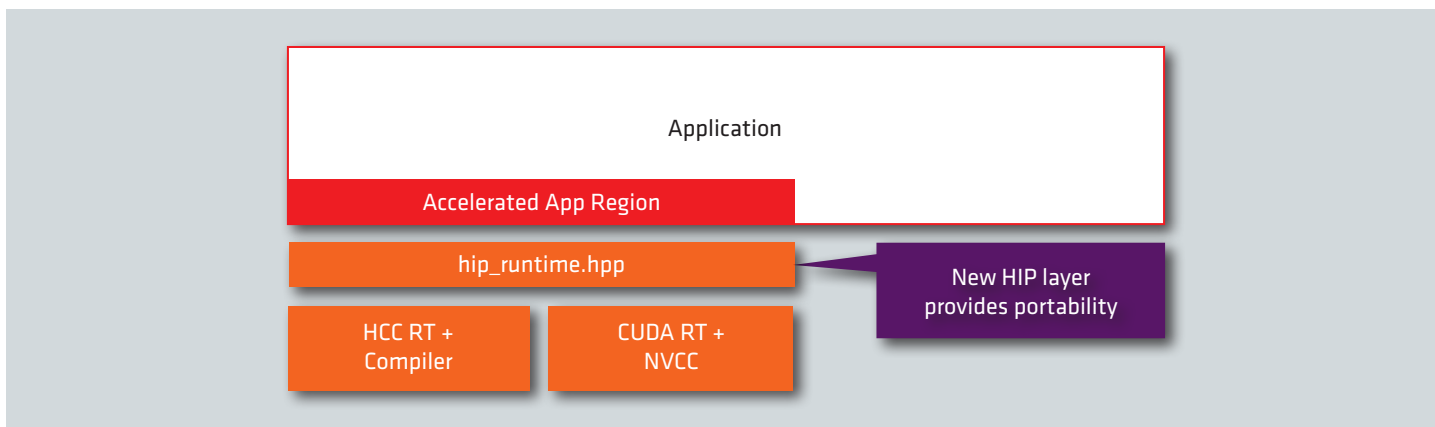 Application
Accelerated App Region
hip_runtime.hpp
New HIP layer
provides portability
HCC RT +
Compiler
CUDA RT +
NVCC